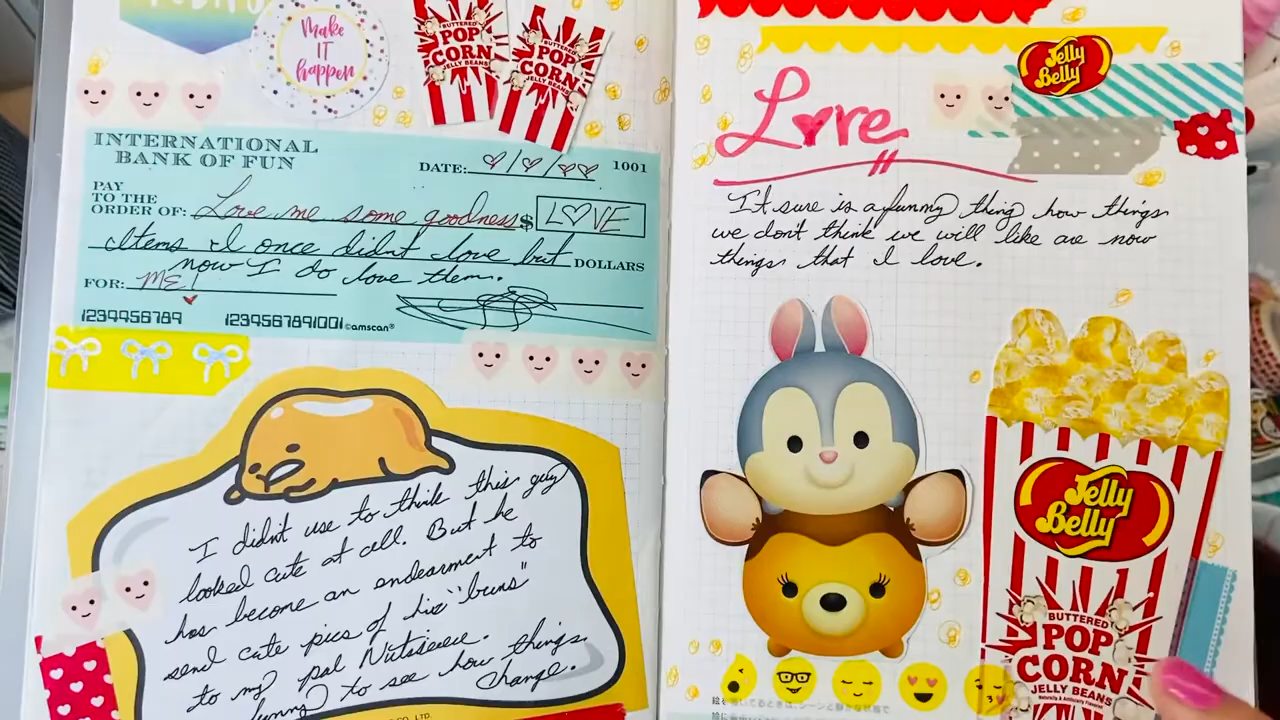 Make
IT
happen
BUTTERED
POP
CORN
JELLY BEANS
BUTTERED
POP
CORN
JELLY BEANS
INTERNATIONAL
BANK OF FUN
DATE: 1001
PAY
TO THE
ORDER OF: Love me some goodness $ LOVE
Items I once didnt love but DOLLARS
now I do love them.
FOR: ME!
123456789 1234567891001 ©amscan®
I didnt use to think this guy
looked cute at all. But he
has become an endearment to
send cute pics of his "buns"
to my pal
funny to see how things
change.
CO., LTD.
Jelly
Belly
Love
It sure is a funny thing how things
we dont think we will like are now
things that I love.
Jelly
Belly
BUTTERED
POP
CORN
JELLY BEANS
Naturally & Artificially Flavored